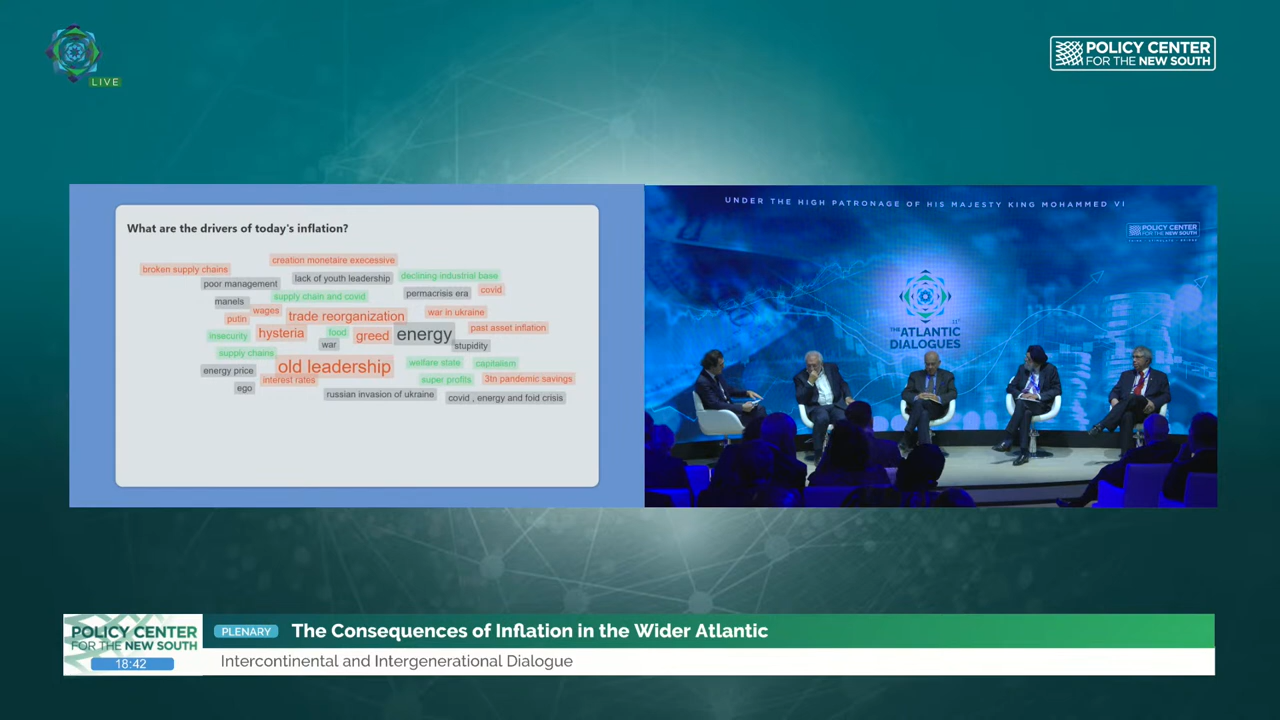 LIVE
POLICY CENTER
FOR THE NEW SOUTH
What are the drivers of today's inflation?
creation monetaire execessive
broken supply chains
lack of youth leadership
declining industrial base
poor management
permacrisis era
covid
manels
supply chain and covid
wages
trade reorganization
war in ukraine
putin
insecurity
hysteria
food
greed
energy
past asset inflation
war
stupidity
supply chains
old leadership
welfare state
capitalism
energy price
interest rates
super profits
3tn pandemic savings
ego
russian invasion of ukraine
covid , energy and foid crisis
UNDER THE HIGH PATRONAGE OF HIS MAJESTY KING MOHAMMED VI
POLICY CENTER
FOR THE NEW SOUTH
11th
THE ATLANTIC
DIALOGUES
POLICY CENTER
FOR THE NEW SOUTH
18:42
PLENARY The Consequences of Inflation in the Wider Atlantic
Intercontinental and Intergenerational Dialogue